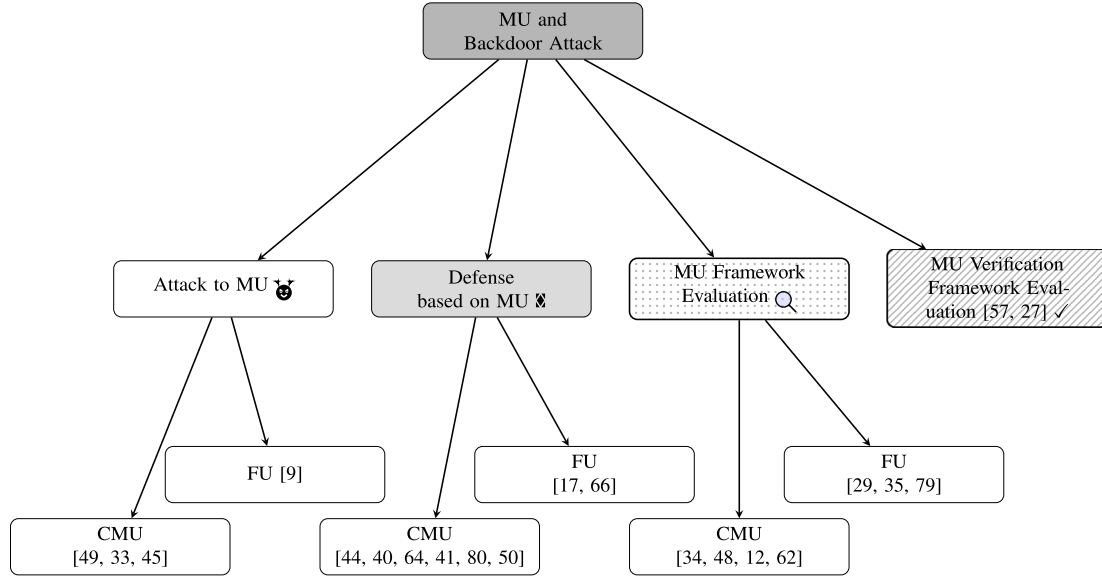 MU and
Backdoor Attack
Attack to MU
Defense
based on MU
MU Framework
Evaluation
MU Verification
Framework Eval-
uation [57, 27] ✓
FU [9]
FU
[17, 66]
FU
[29, 35, 79]
CMU
[49, 33, 45]
CMU
[44, 40, 64, 41, 80, 50]
CMU
[34, 48, 12, 62]